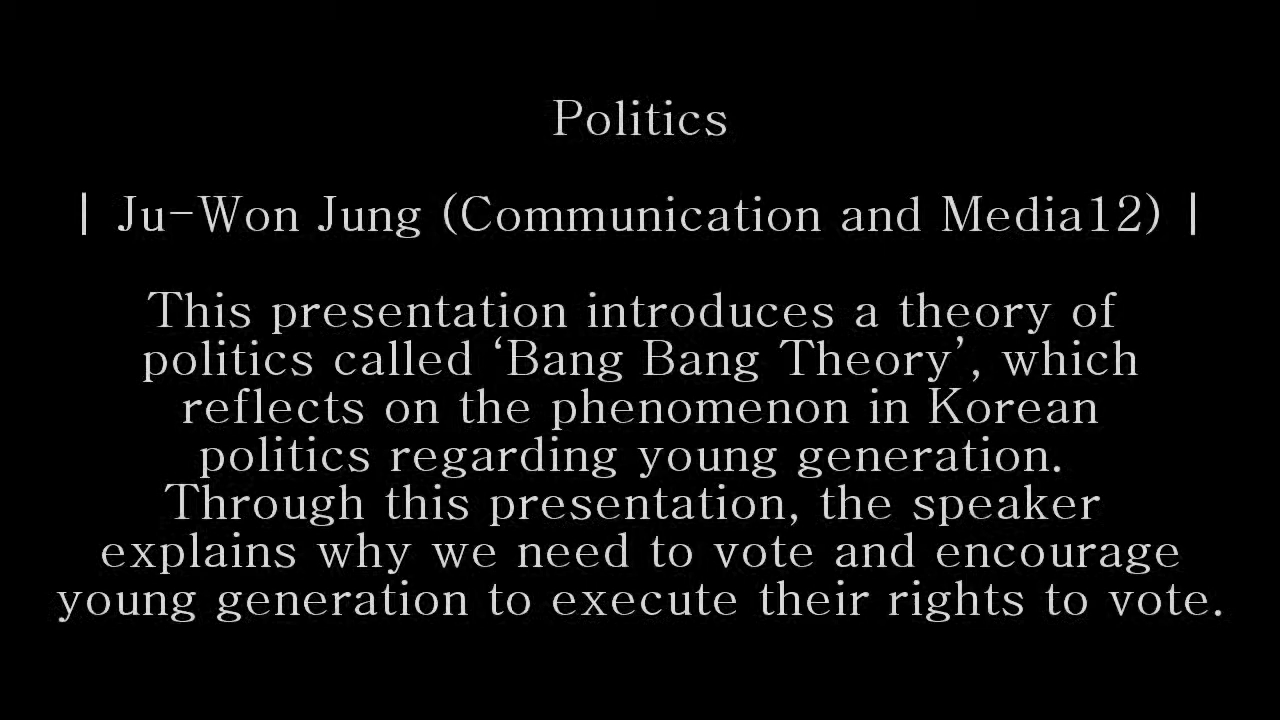 Politics
| Ju-Won Jung (Communication and Media12) |
This presentation introduces a theory of
politics called ‘Bang Bang Theory’, which
reflects on the phenomenon in Korean
politics regarding young generation.
Through this presentation, the speaker
explains why we need to vote and encourage
young generation to execute their rights to vote.